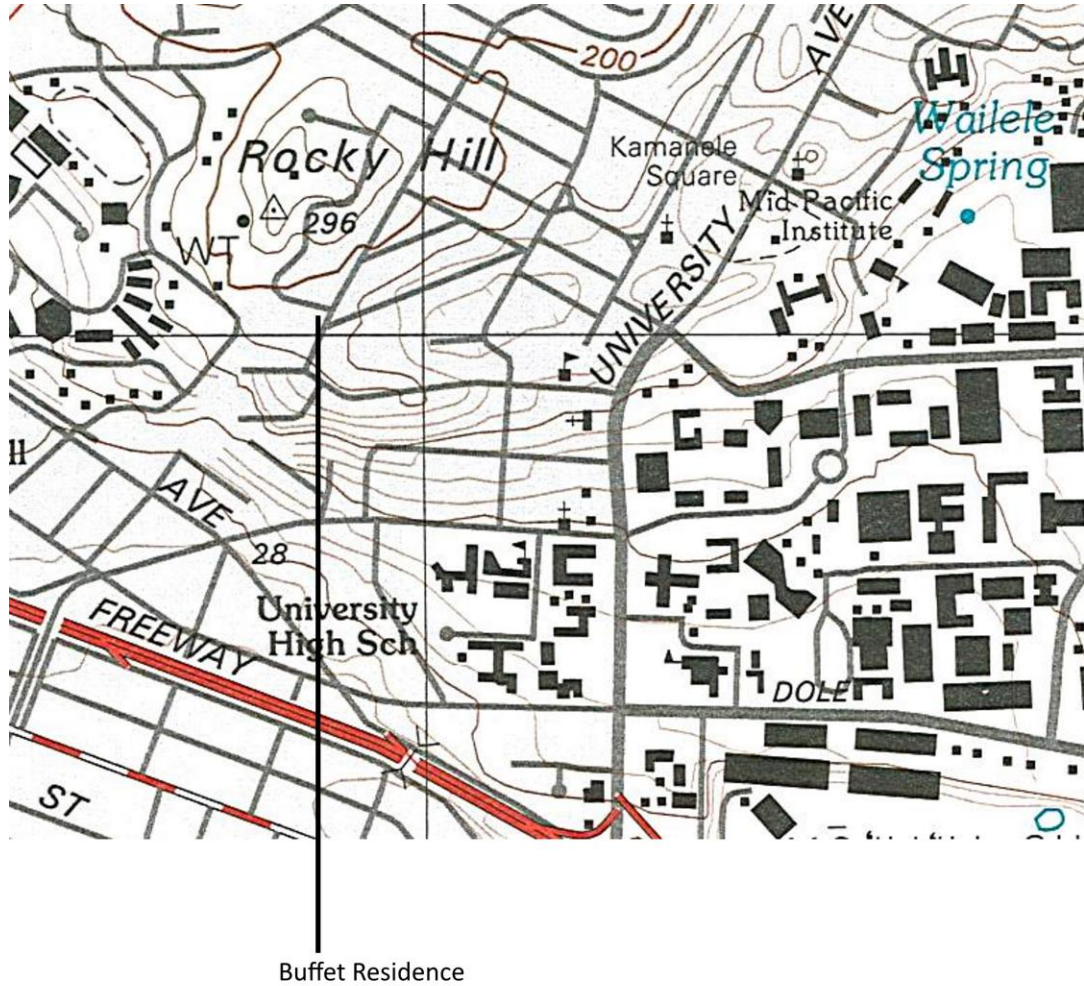 200
AVE
Wailele
Spring
Kamanele
Square
Rocky Hill
296
WT
Mid-Pacific
Institute
UNIVERSITY
AVE
28
University
High Sch
FREEWAY
DOLE
ST
Buffet Residence